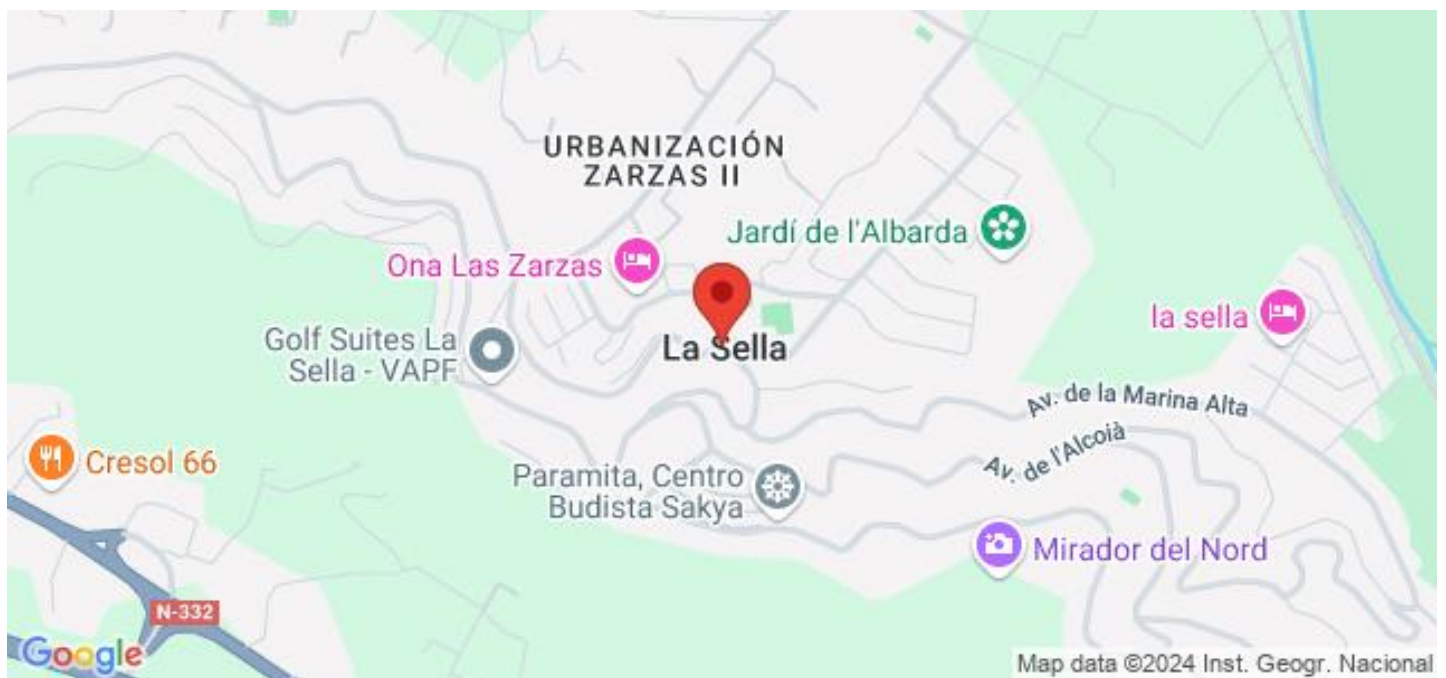 URBANIZACIÓN
ZARZAS II
Jardí de l'Albarda
Ona Las Zarzas
la sella
Golf Suites La
Sella - VAPF
La Sella
Av. de la Marina Alta
Av. de l'Alcoià
Cresol 66
Paramita, Centro
Budista Sakya
Mirador del Nord
N-332
Google
Map data ©2024 Inst. Geogr. Nacional